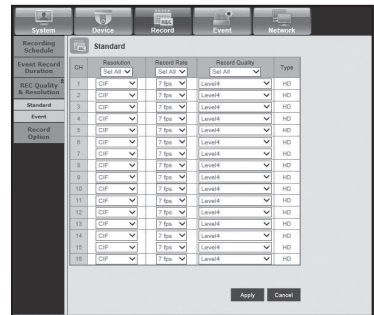 System Device Record Event Network
REC
Recording
Schedule
Event Record
Duration
REC Quality
& Resolution
Standard
Event
Record
Option
Standard
CH Resolution Record Rate Record Quality Type
Sel All Sel All Sel All
1 CIF 7 fps Level4 HD
2 CIF 7 fps Level4 HD
3 CIF 7 fps Level4 HD
4 CIF 7 fps Level4 HD
5 CIF 7 fps Level4 HD
6 CIF 7 fps Level4 HD
7 CIF 7 fps Level4 HD
8 CIF 7 fps Level4 HD
9 CIF 7 fps Level4 HD
10 CIF 7 fps Level4 HD
11 CIF 7 fps Level4 HD
12 CIF 7 fps Level4 HD
13 CIF 7 fps Level4 HD
14 CIF 7 fps Level4 HD
15 CIF 7 fps Level4 HD
16 CIF 7 fps Level4 HD
Apply Cancel